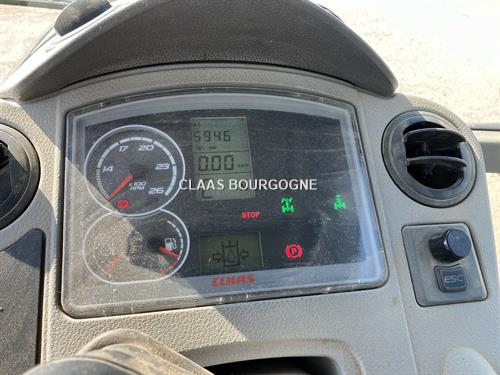 5946
17 20
14 23
0.00
x100
RPM
26
CLAAS BOURGOGNE
STOP
P
CLAAS
ESC